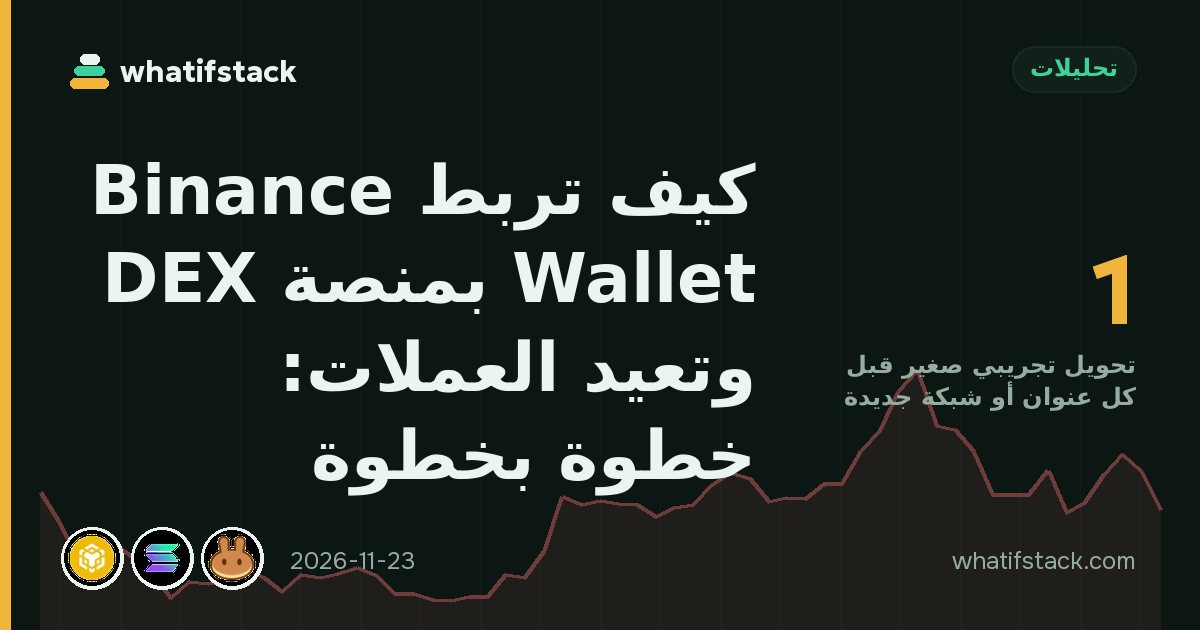 whatifstack
تحليلات
كيف تربط Binance
Wallet بمنصة DEX
وتعيد العملات:
خطوة بخطوة
1
تحويل تجريبي صغير قبل
كل عنوان أو شبكة جديدة
2026-11-23
whatifstack.com